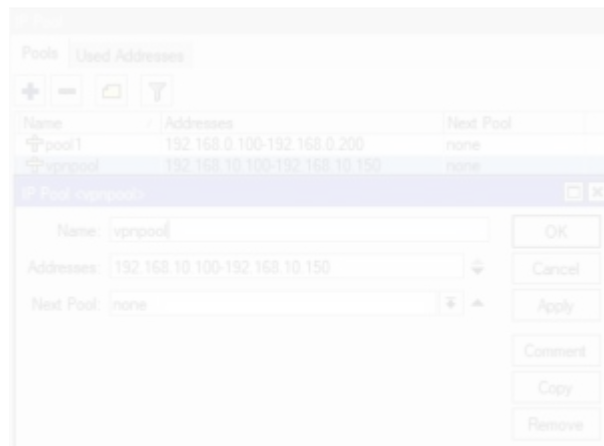 IP Pool
Pools Used Addresses
Name Addresses Next Pool
pool1 192.168.0.100-192.168.0.200 none
vpnpool 192.168.10.100-192.168.10.150 none
IP Pool <vpnpool>
Name: vpnpool OK
Addresses: 192.168.10.100-192.168.10.150 Cancel
Next Pool: none Apply
Comment
Copy
Remove